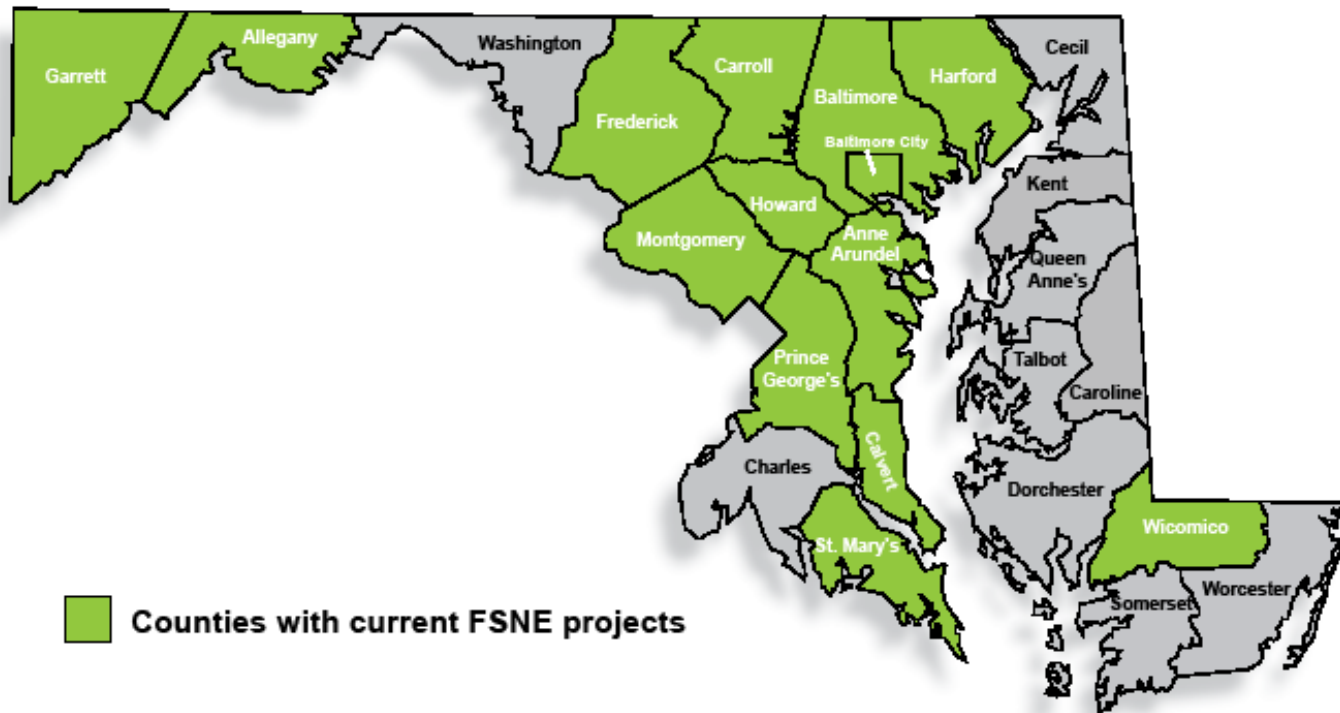 Garrett
Allegany
Washington
Frederick
Carroll
Baltimore
Baltimore City
Harford
Cecil
Kent
Howard
Montgomery
Anne
Arundel
Queen
Anne's
Prince
George's
Talbot
Caroline
Calvert
Charles
Dorchester
St. Mary's
Wicomico
Somerset
Worcester
Counties with current FSNE projects